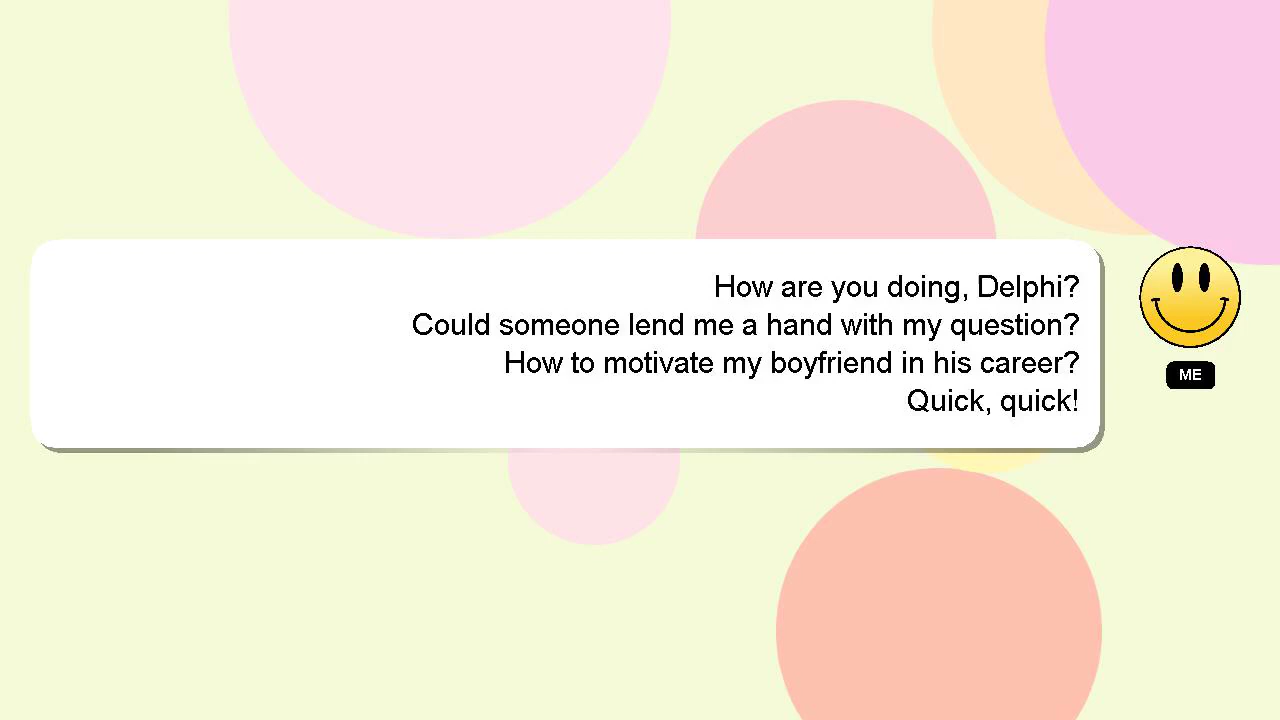 How are you doing, Delphi?
Could someone lend me a hand with my question?
How to motivate my boyfriend in his career?
Quick, quick!
ME